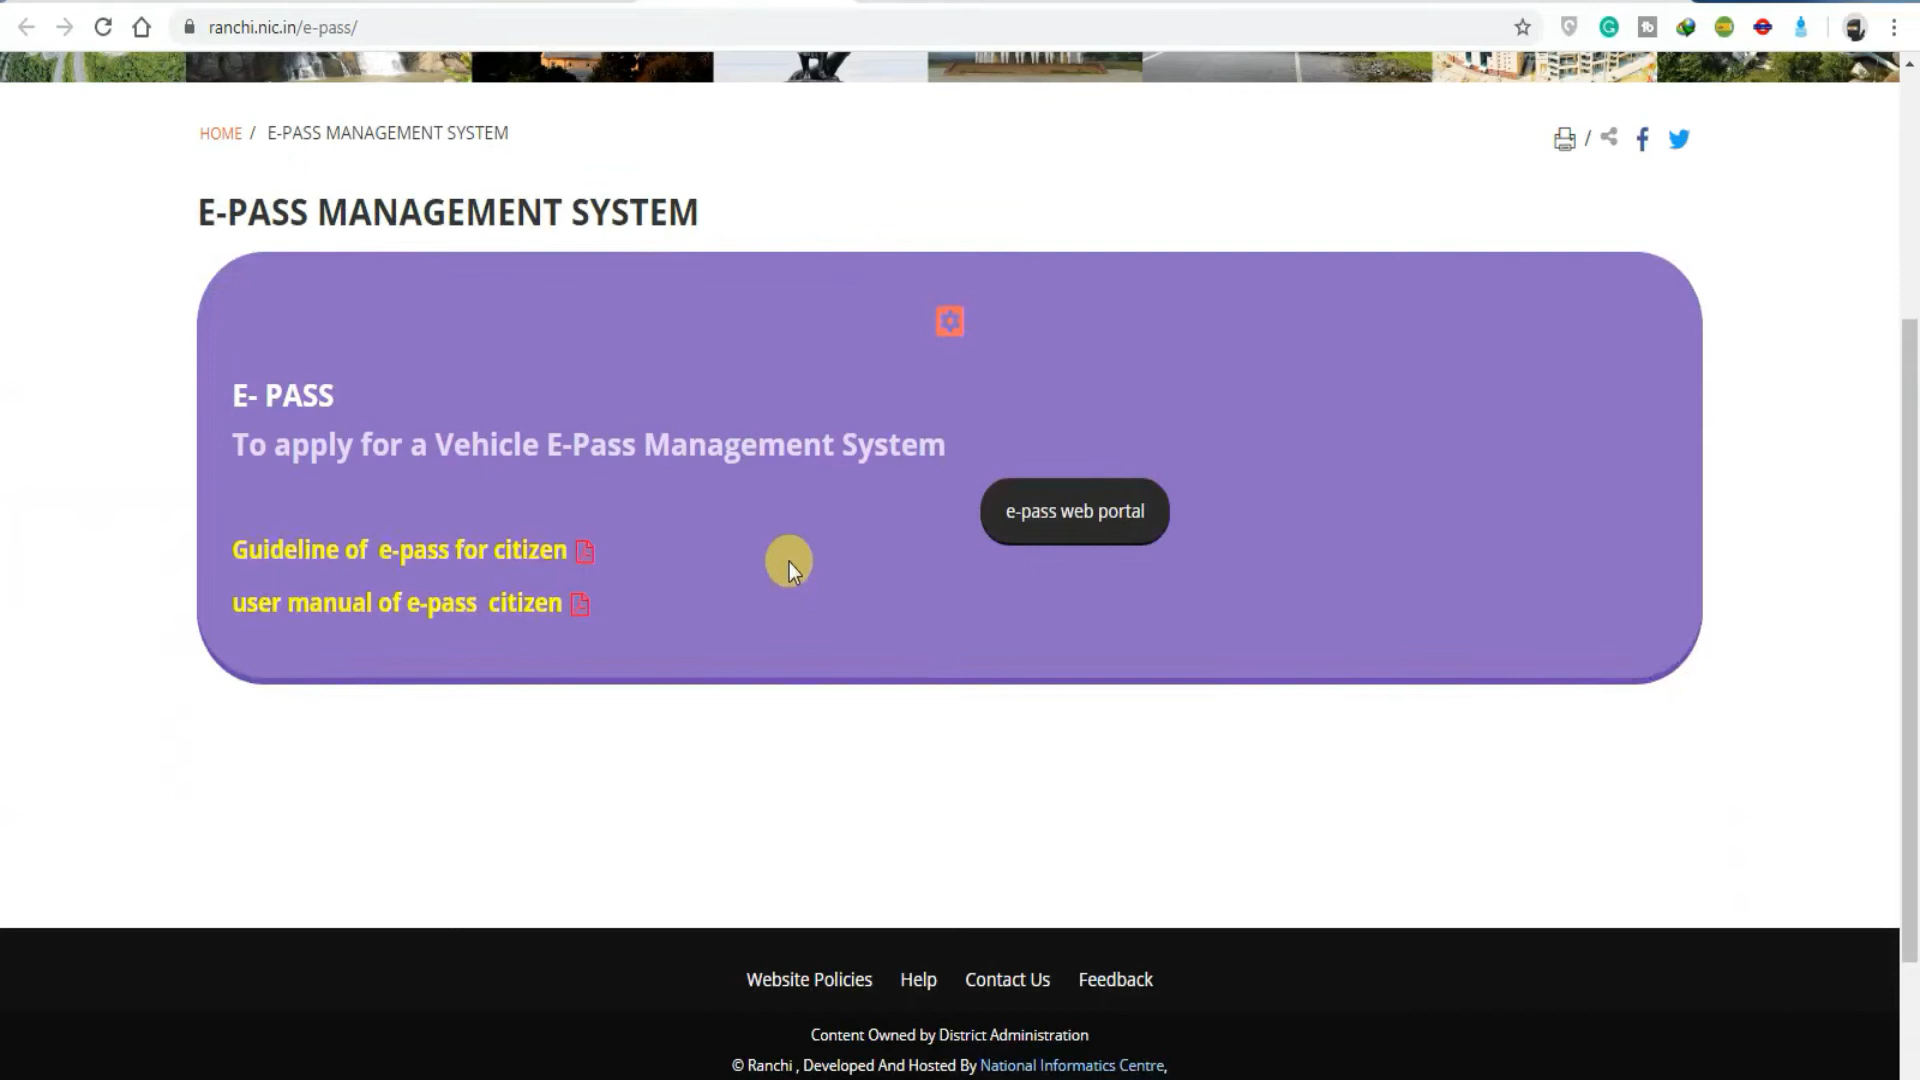 ranchi.nic.in/e-pass/
HOME / E-PASS MANAGEMENT SYSTEM
/
E-PASS MANAGEMENT SYSTEM
E- PASS
To apply for a Vehicle E-Pass Management System
e-pass web portal
Guideline of e-pass for citizen
user manual of e-pass citizen
Website Policies Help Contact Us Feedback
Content Owned by District Administration
© Ranchi , Developed And Hosted By National Informatics Centre,